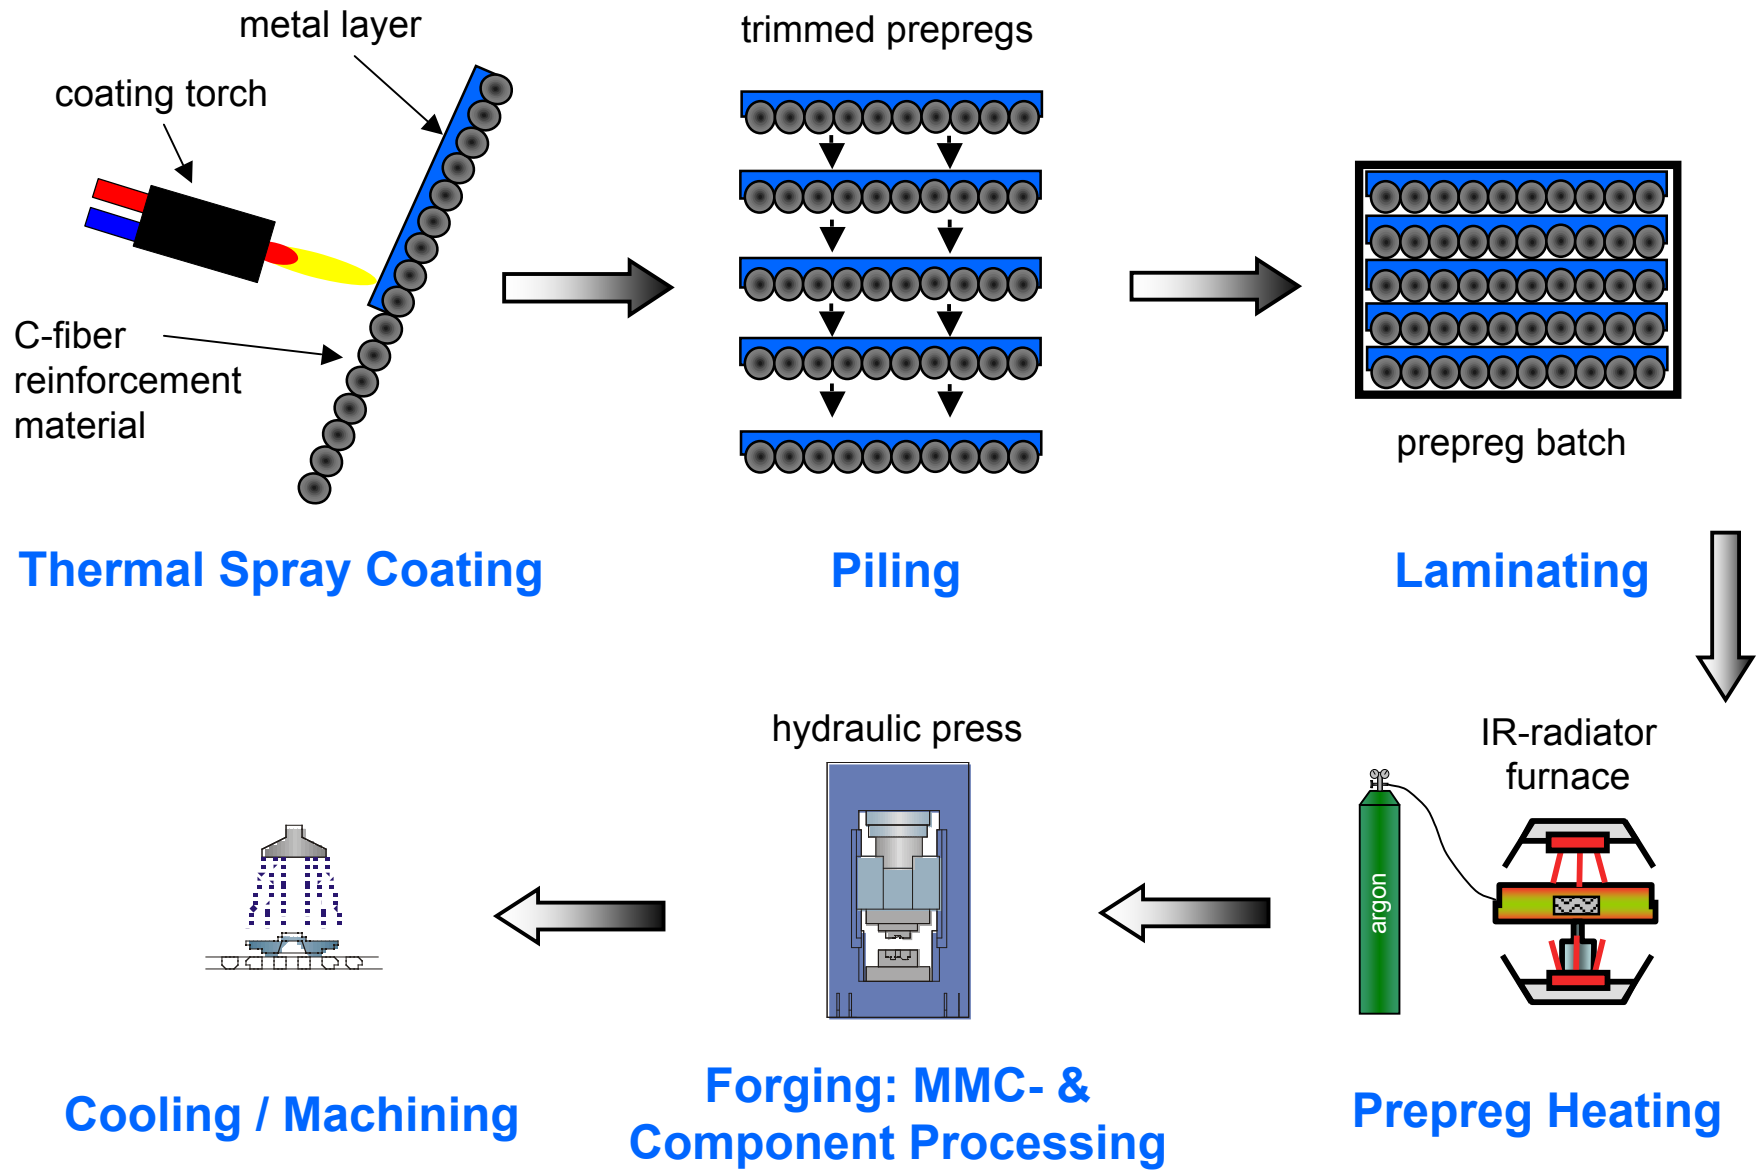 metal layer
coating torch
C-fiber
reinforcement
material
Thermal Spray Coating
trimmed prepregs
Piling
prepreg batch
Laminating
IR-radiator
furnace
argon
Prepreg Heating
hydraulic press
Forging: MMC- &
Component Processing
Cooling / Machining